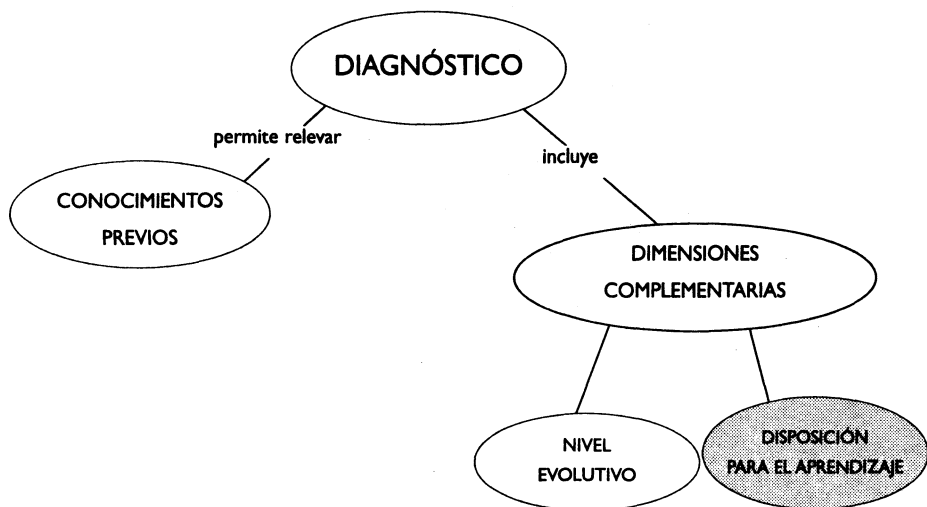 DIAGNÓSTICO
permite relevar
incluye
CONOCIMIENTOS
PREVIOS
DIMENSIONES
COMPLEMENTARIAS
NIVEL
EVOLUTIVO
DISPOSICIÓN
PARA EL APRENDIZAJE